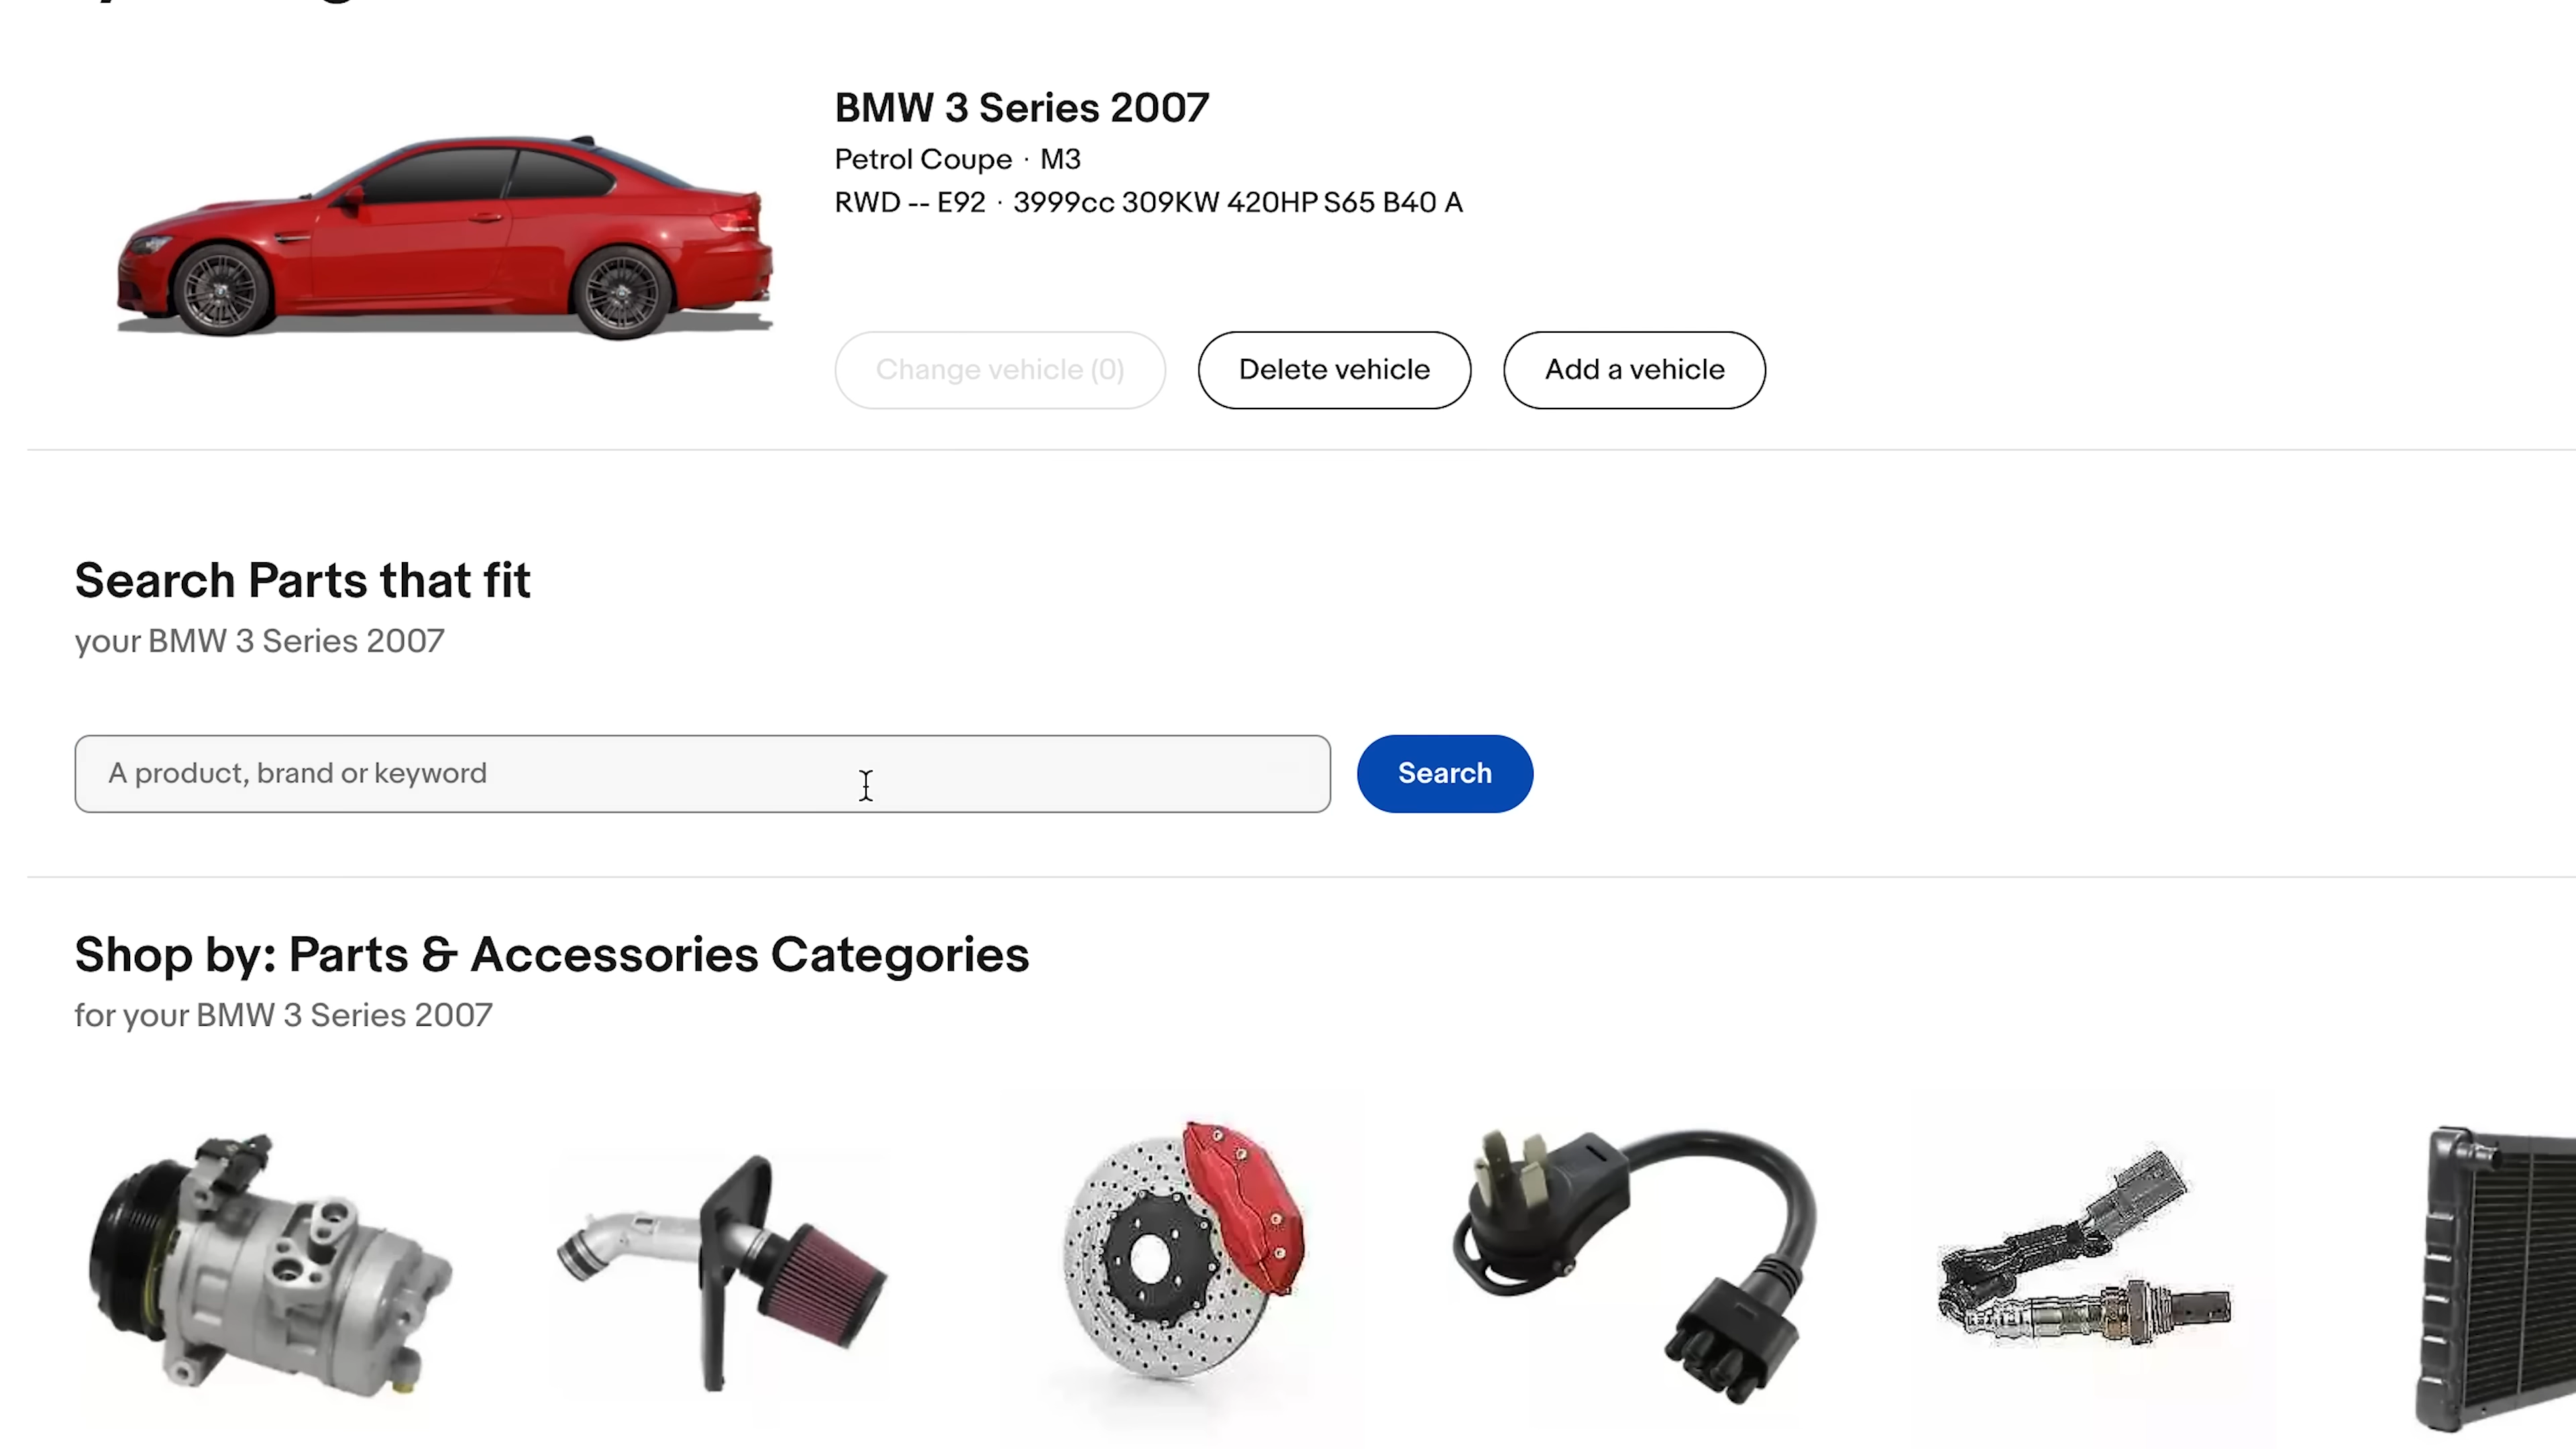 BMW 3 Series 2007
Petrol Coupe · M3
RWD -- E92 · 3999cc 309KW 420HP S65 B40 A
Change vehicle (0)
Delete vehicle
Add a vehicle
Search Parts that fit
your BMW 3 Series 2007
A product, brand or keyword
Search
Shop by: Parts & Accessories Categories
for your BMW 3 Series 2007